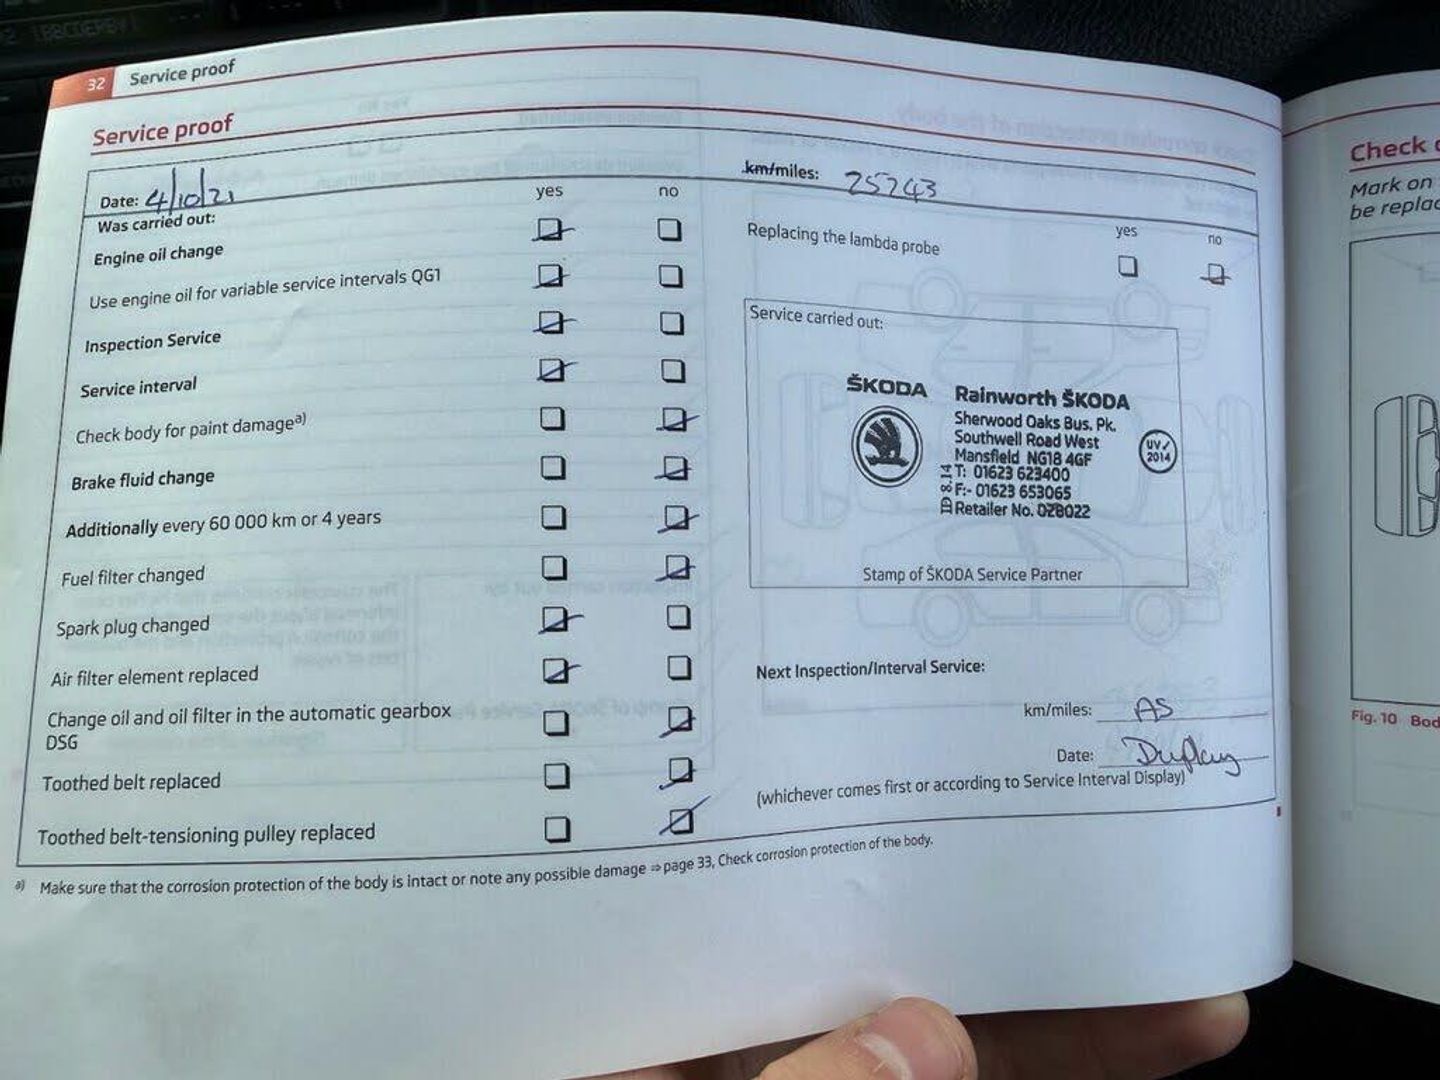 32 Service proof
Service proof
Date: 4/10/21
km/miles: 25243
yes no
Was carried out:
Engine oil change
Use engine oil for variable service intervals QG1
Inspection Service
Service interval
Check body for paint damage a)
Brake fluid change
Additionally every 60 000 km or 4 years
Fuel filter changed
Spark plug changed
Air filter element replaced
Change oil and oil filter in the automatic gearbox
DSG
Toothed belt replaced
Toothed belt-tensioning pulley replaced
yes no
Replacing the lambda probe
Service carried out:
ŠKODA
Rainworth ŠKODA
Sherwood Oaks Bus. Pk.
Southwell Road West
Mansfield NG18 4GF
T: 01623 623400
F:- 01623 653065
Retailer No. 028022
UV✓
2014
Stamp of ŠKODA Service Partner
Next Inspection/Interval Service:
km/miles: AS
Date: Display
(whichever comes first or according to Service Interval Display)
a) Make sure that the corrosion protection of the body is intact or note any possible damage ⇒ page 33, Check corrosion protection of the body.
Check
Mark on
be
Fig. 10